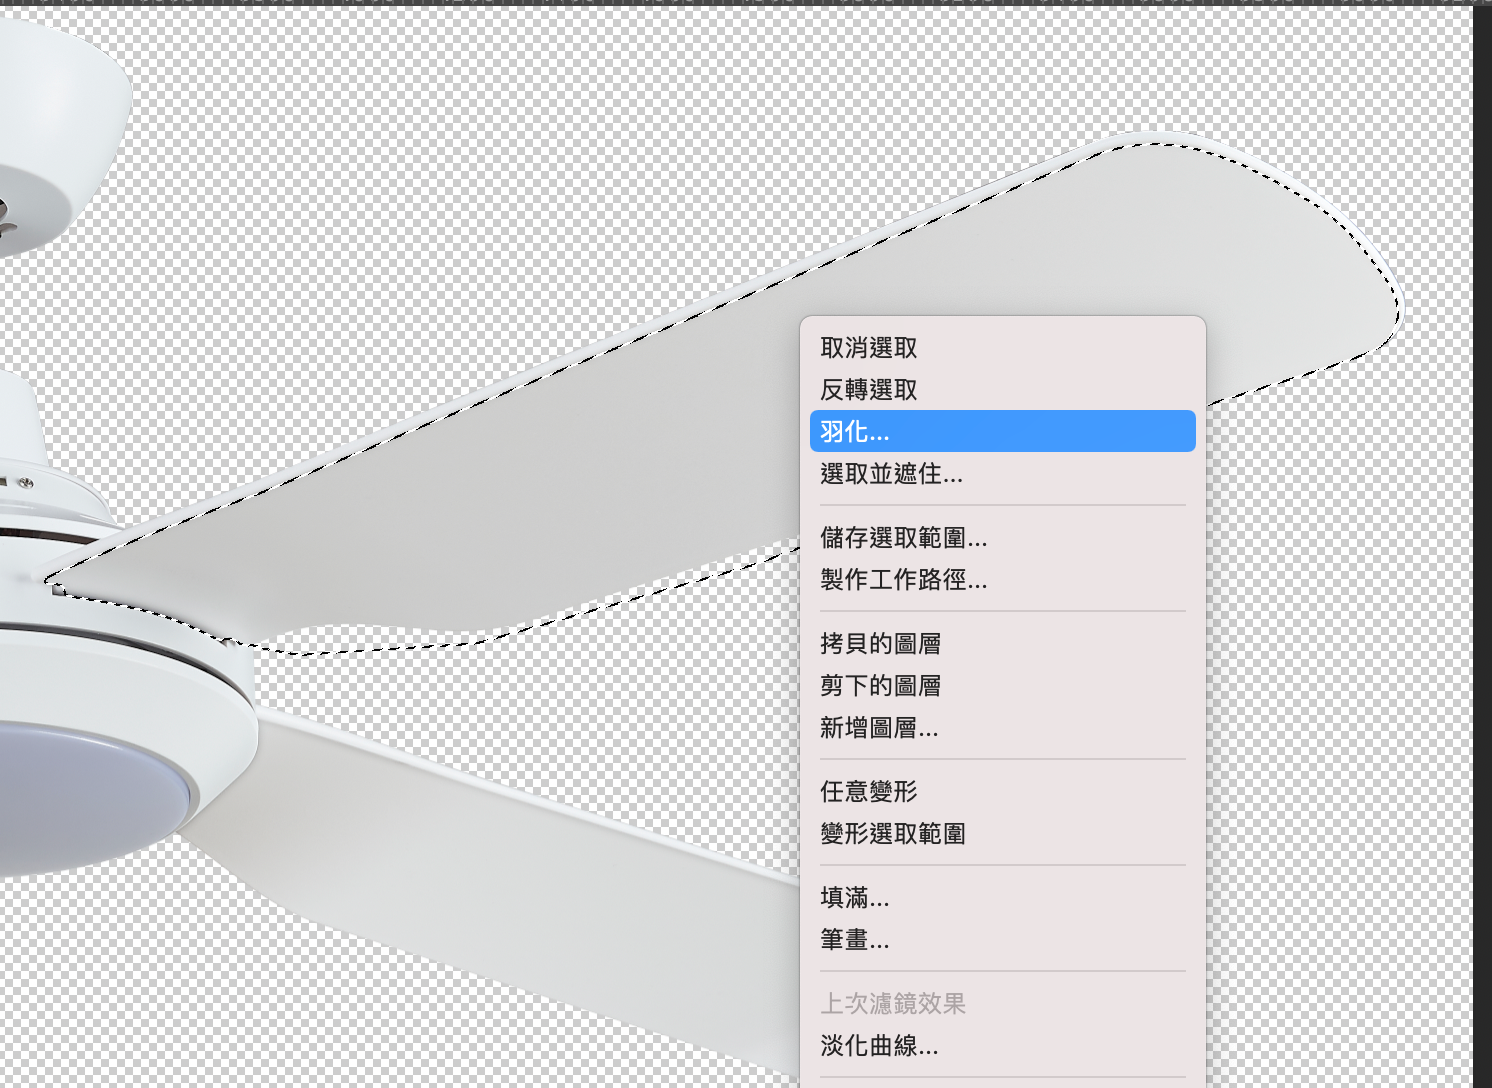 取消選取
反轉選取
羽化...
選取並遮住...
儲存選取範圍...
製作工作路徑...
拷貝的圖層
剪下的圖層
新增圖層...
任意變形
變形選取範圍
填滿...
筆畫...
上次濾鏡效果
淡化曲線...